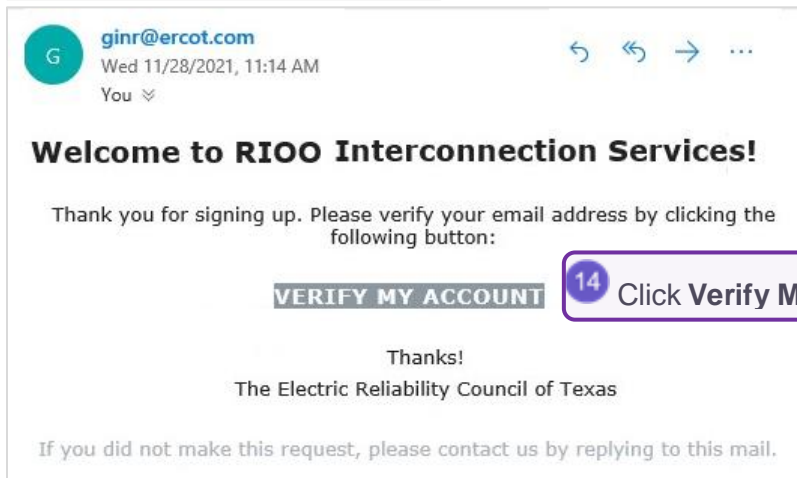 G
ginr@ercot.com
Wed 11/28/2021, 11:14 AM
You
Welcome to RIOO Interconnection Services!
Thank you for signing up. Please verify your email address by clicking the
following button:
VERIFY MY ACCOUNT
14 Click Verify M
Thanks!
The Electric Reliability Council of Texas
If you did not make this request, please contact us by replying to this mail.